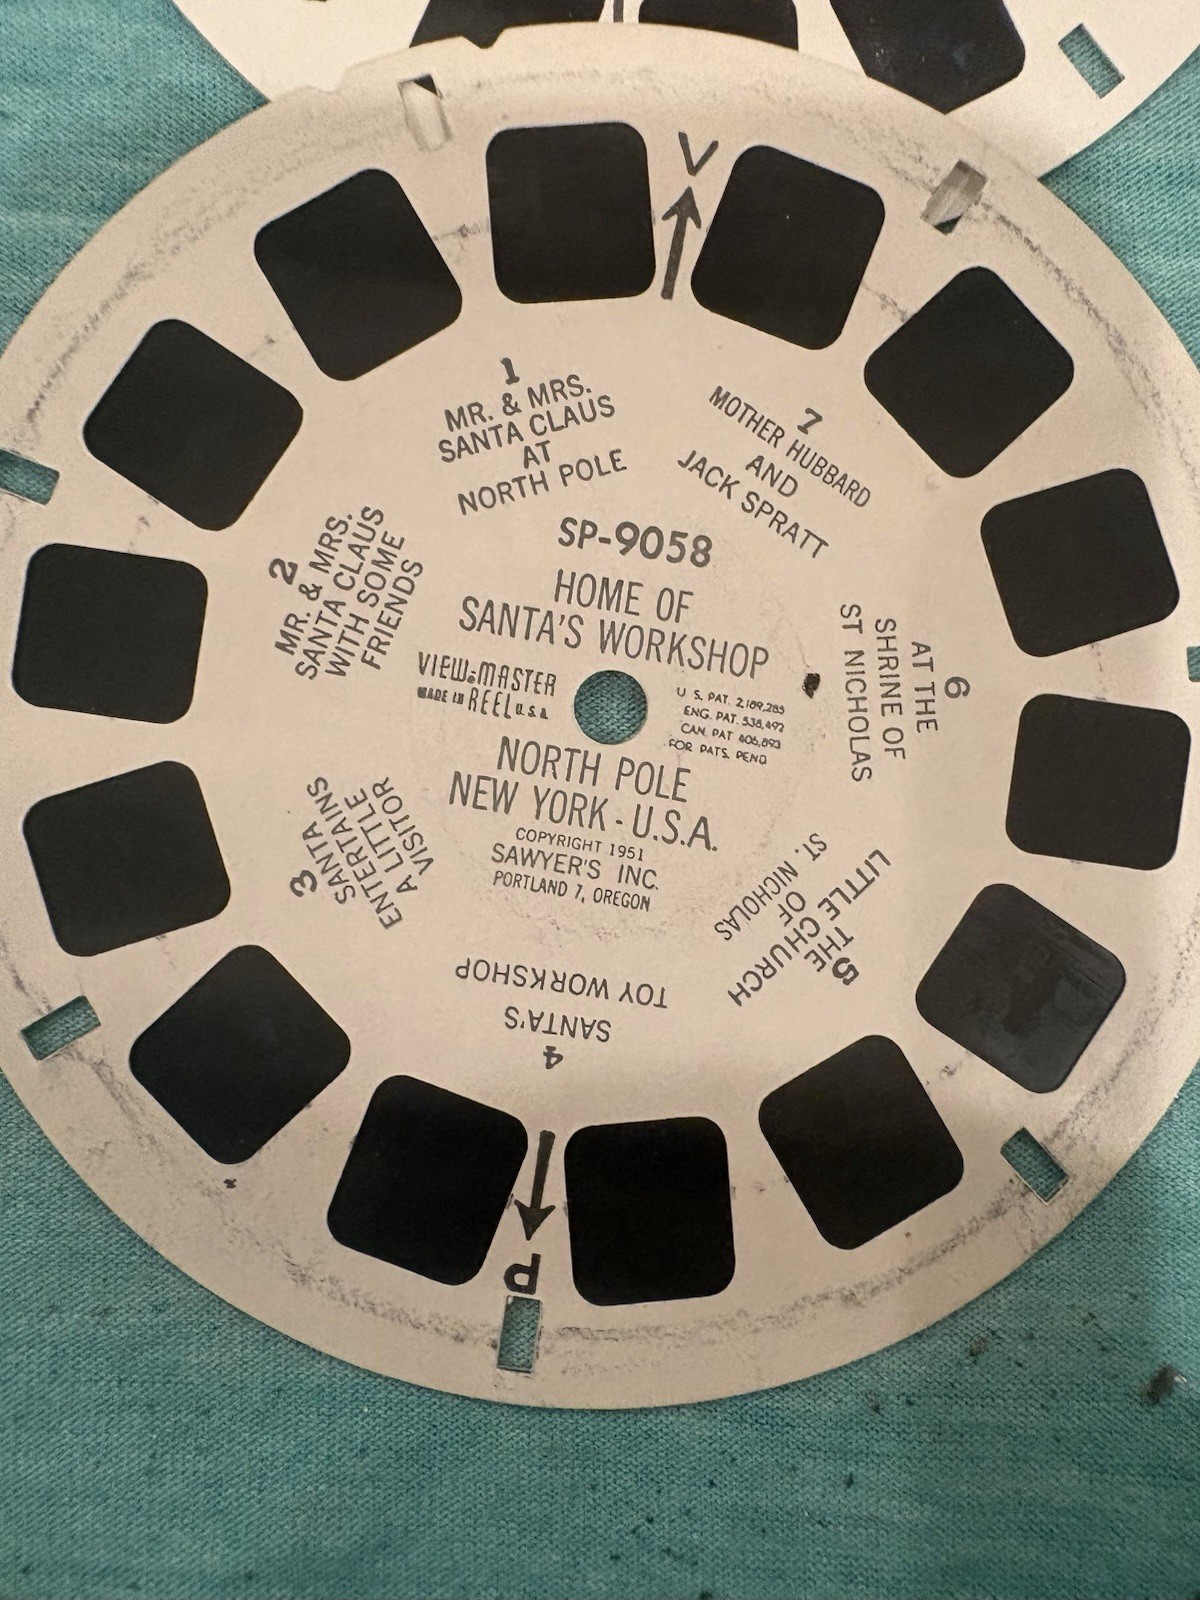 V
1
MR. & MRS.
SANTA CLAUS
AT
NORTH POLE
7
MOTHER HUBBARD
AND
JACK SPRATT
SP-9058
HOME OF
SANTA'S WORKSHOP
2
MR. & MRS.
SANTA CLAUS
WITH SOME
FRIENDS
VIEW-MASTER
MADE IN REEL U.S.A.
U S. PAT. 2,189,285
ENG. PAT. 538,492
CAN. PAT 405,893
FOR PATS. PEND
6
AT THE
SHRINE OF
ST NICHOLAS
NORTH POLE
NEW YORK - U.S.A.
COPYRIGHT 1951
SAWYER'S INC.
PORTLAND 7, OREGON
3
SANTA
ENTERTAINS
A LITTLE
VISITOR
5
THE
LITTLE CHURCH
OF
ST. NICHOLAS
4
SANTA'S
TOY WORKSHOP
P